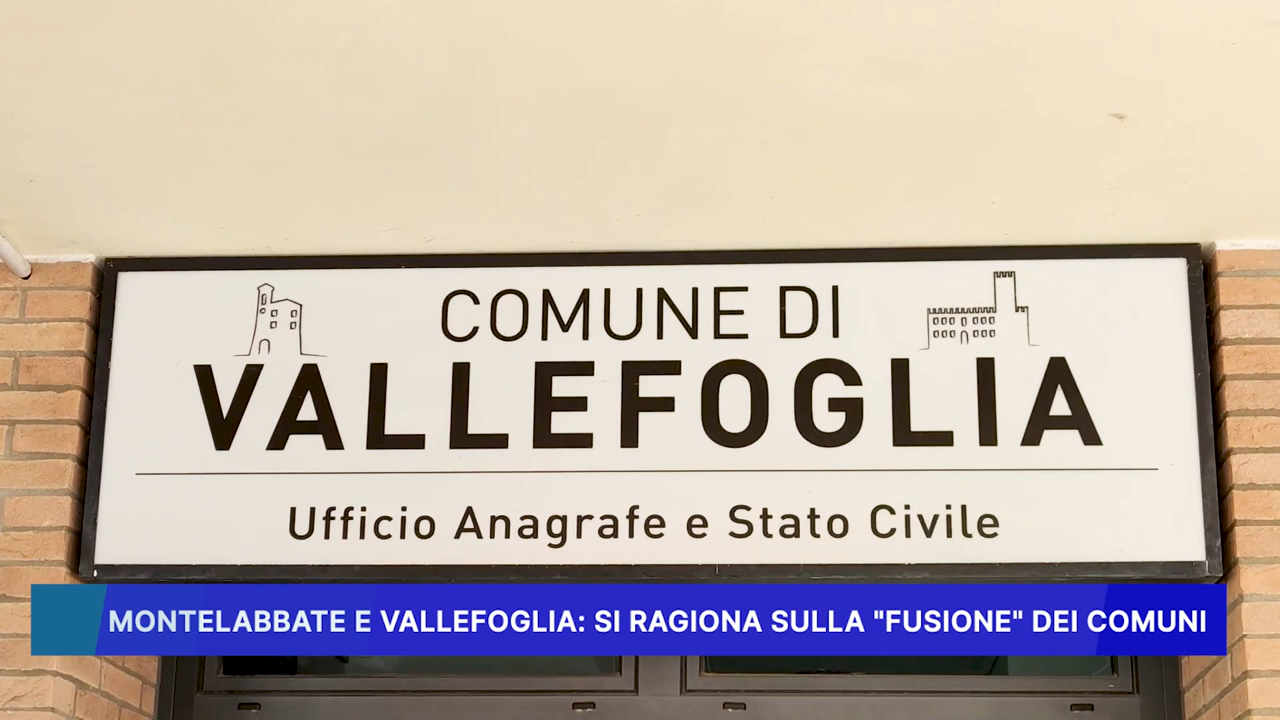 COMUNE DI
VALLEFOGLIA
Ufficio Anagrafe e Stato Civile
MONTELABBATE E VALLEFOGLIA: SI RAGIONA SULLA "FUSIONE" DEI COMUNI